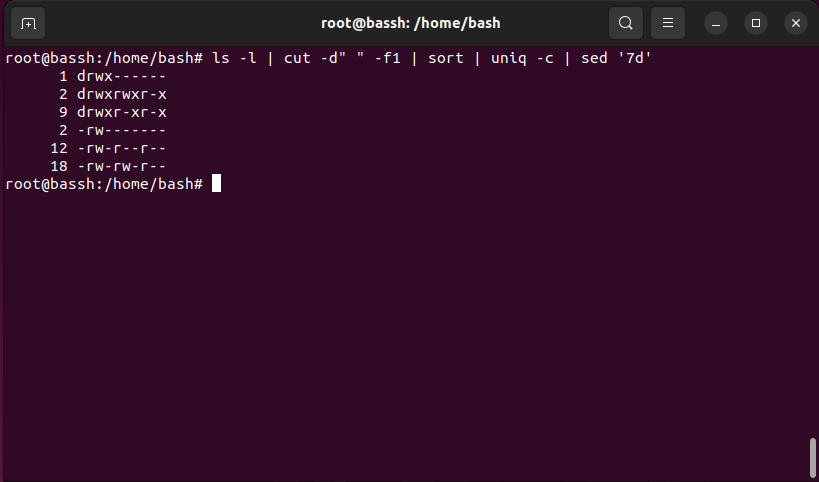 root@bassh: /home/bash
root@bassh:/home/bash# ls -l | cut -d" " -f1 | sort | uniq -c | sed '7d'
      1 drwx------
      2 drwxrwxr-x
      9 drwxr-xr-x
      2 -rw-------
     12 -rw-r--r--
     18 -rw-rw-r--
root@bassh:/home/bash#